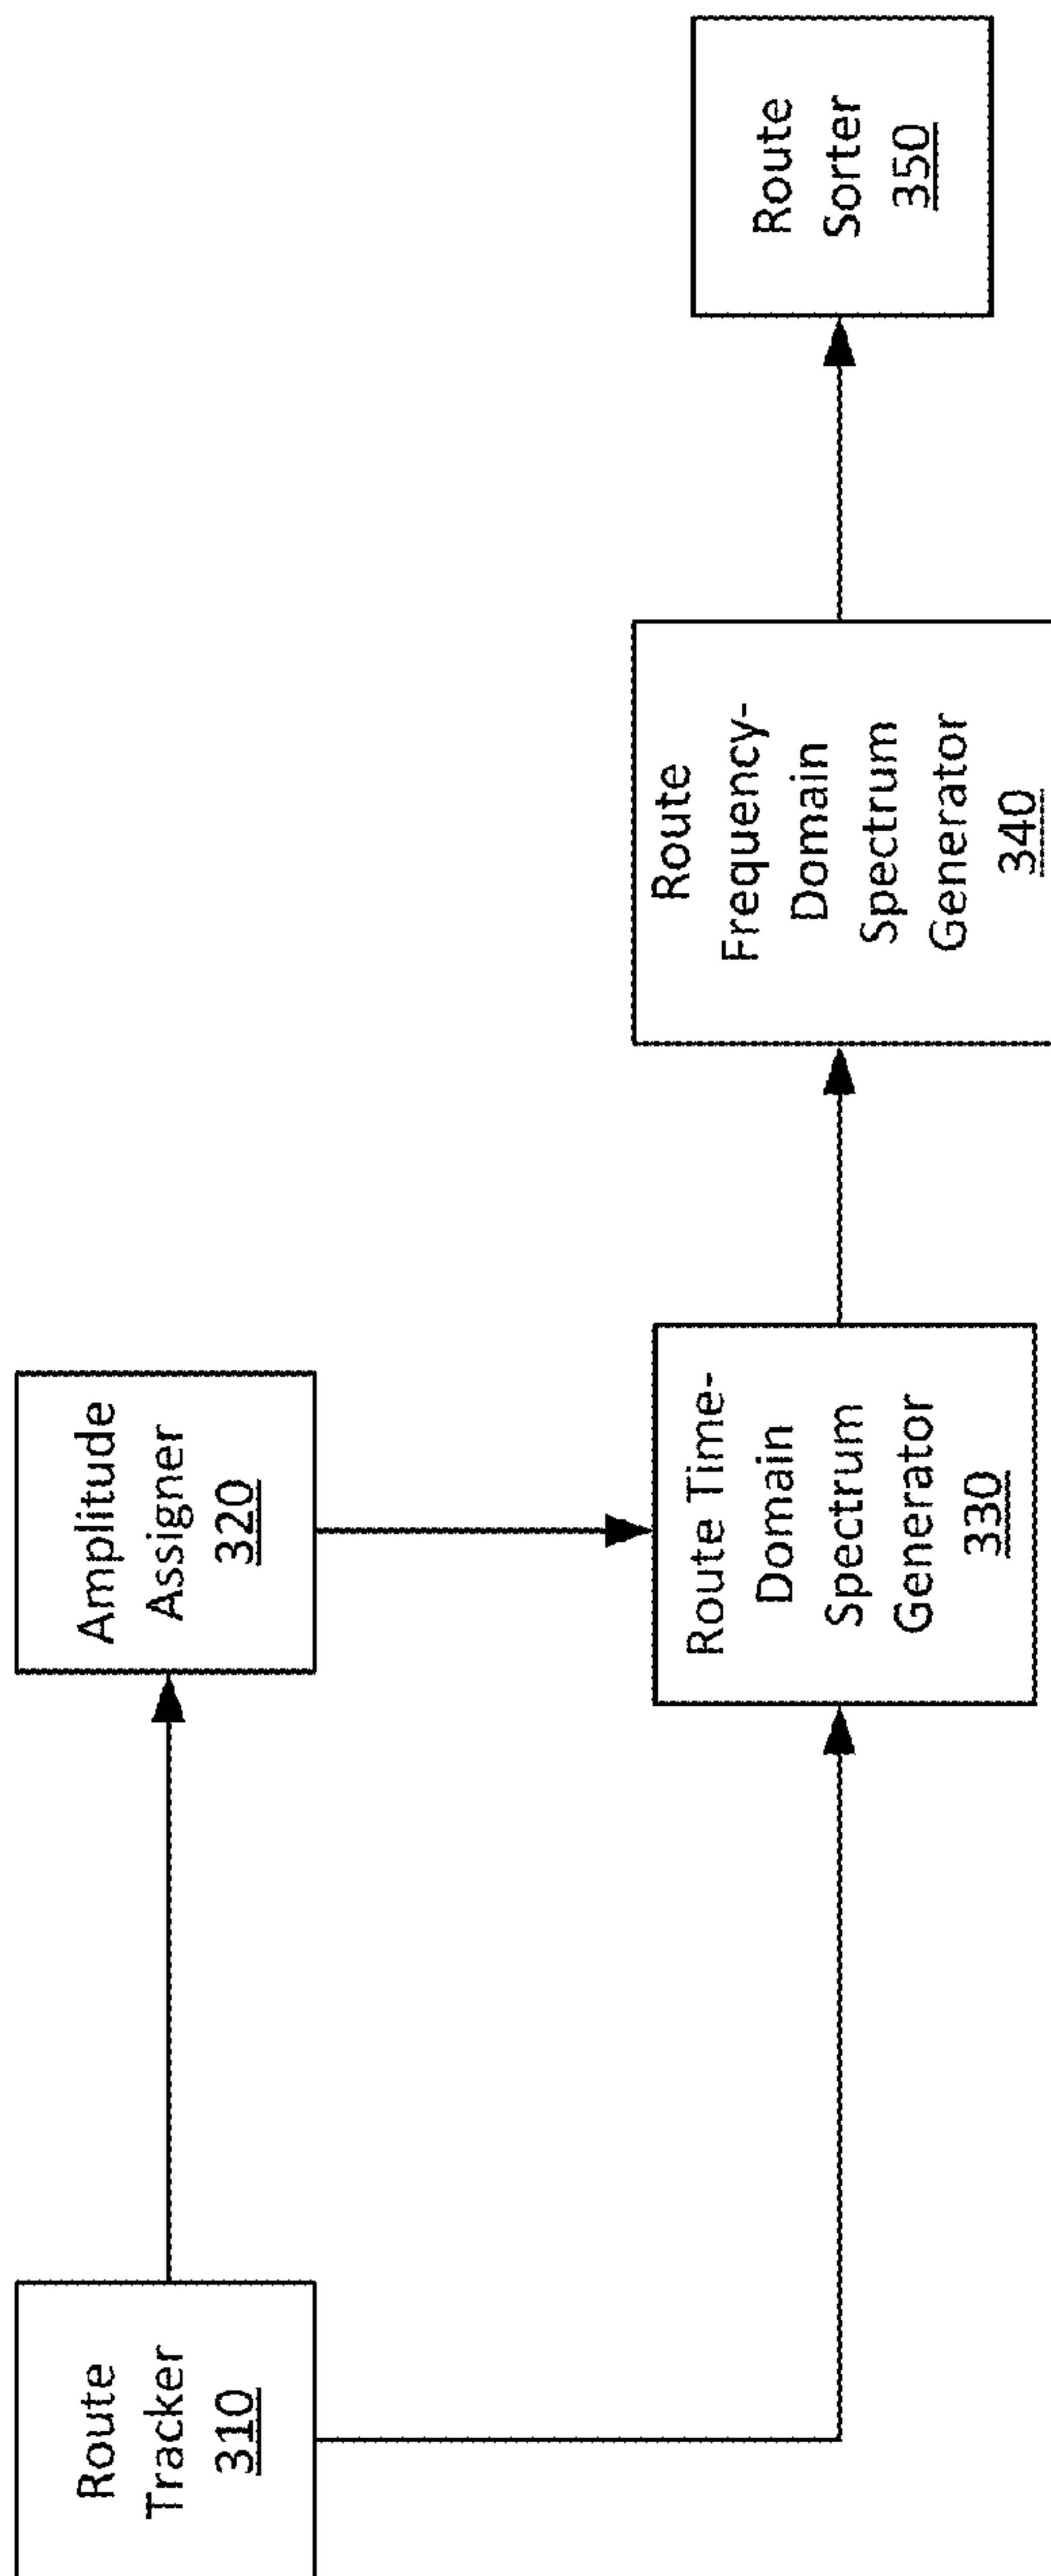 Route
Tracker
310
Amplitude
Assigner
320
Route Time-
Domain
Spectrum
Generator
330
Route
Frequency-
Domain
Spectrum
Generator
340
Route
Sorter
350